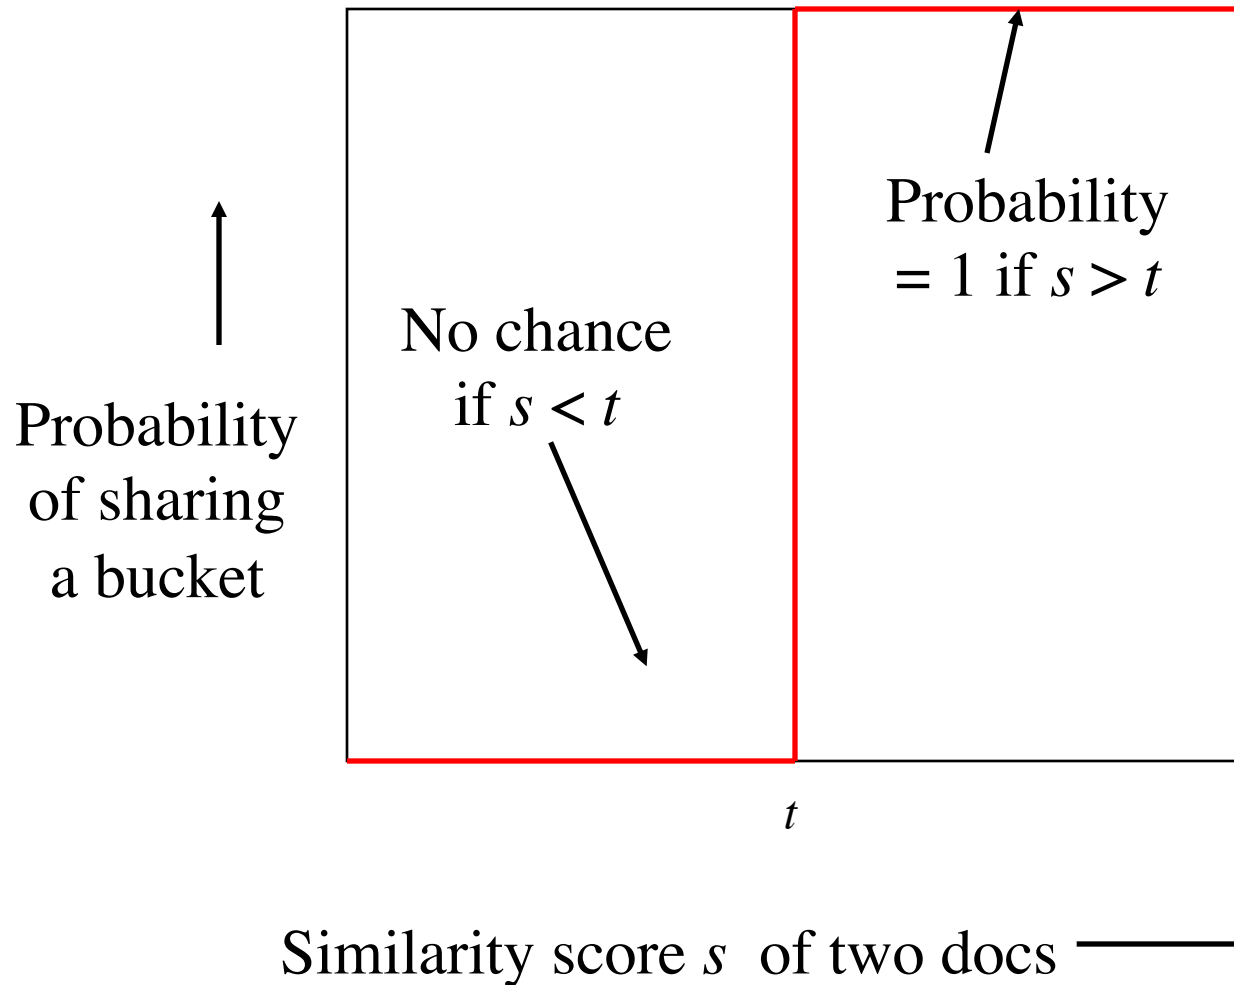 Probability
= 1 if s > t
No chance
if s < t
Probability
of sharing
a bucket
t
Similarity score s of two docs